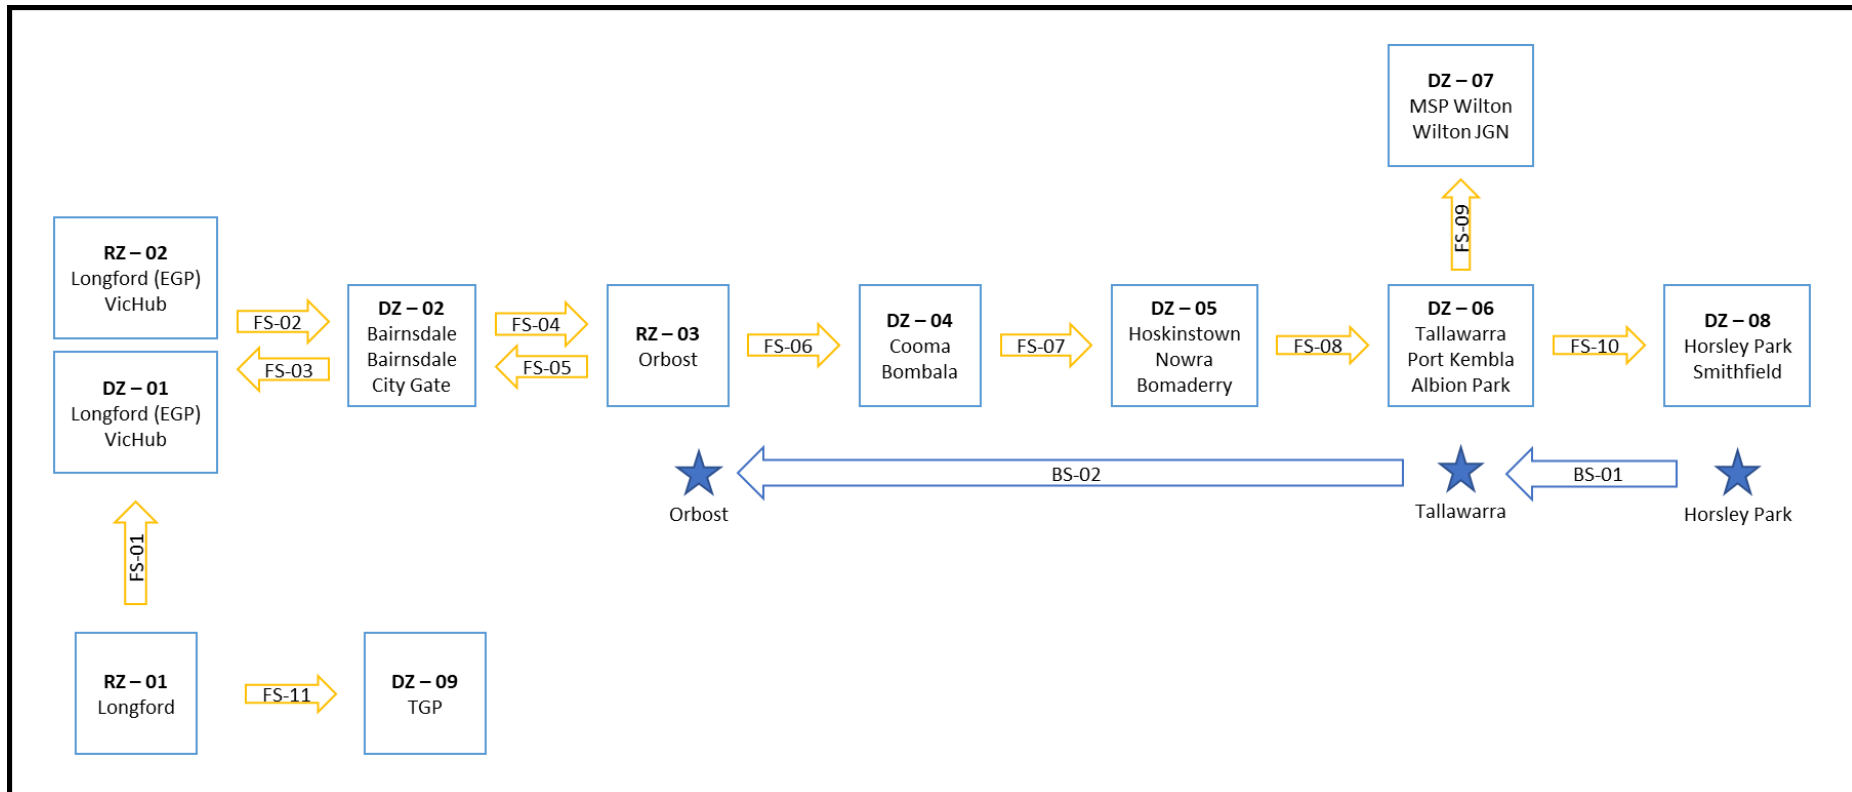 DZ – 07
MSP Wilton
Wilton JGN
FS-09
RZ – 02
Longford (EGP)
VicHub
FS-02
FS-03
DZ – 01
Longford (EGP)
VicHub
DZ – 02
Bairnsdale
Bairnsdale
City Gate
FS-04
FS-05
RZ – 03
Orbost
FS-06
DZ – 04
Cooma
Bombala
FS-07
DZ – 05
Hoskinstown
Nowra
Bomaderry
FS-08
DZ – 06
Tallawarra
Port Kembla
Albion Park
FS-10
DZ – 08
Horsley Park
Smithfield
Orbost
BS-02
Tallawarra
BS-01
Horsley Park
FS-01
RZ – 01
Longford
FS-11
DZ – 09
TGP